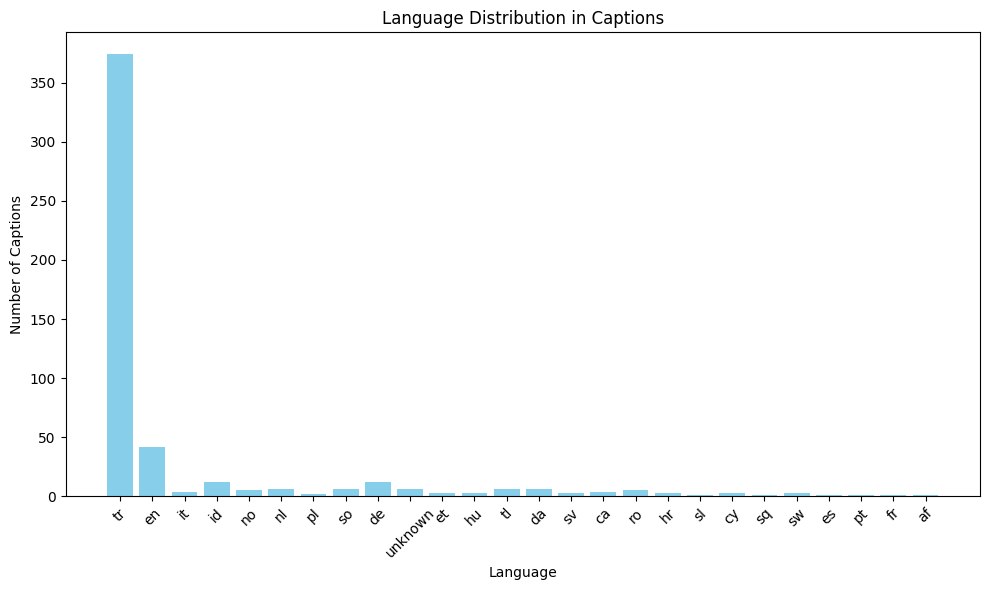 Language Distribution in Captions
Number of Captions
350
300
250
200
150
100
50
0
tr en it id no nl pl so de unknown et hu tl da sv ca ro hr sl cy sq sw es pt fr af
Language